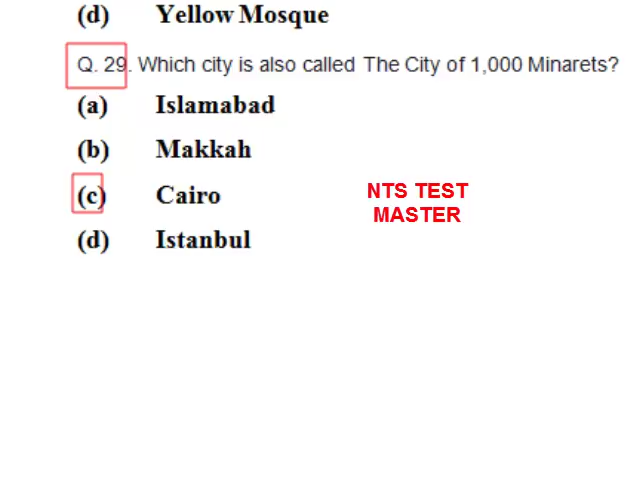 (d) Yellow Mosque
Q. 29. Which city is also called The City of 1,000 Minarets?
(a) Islamabad
(b) Makkah
(c) Cairo
(d) Istanbul
NTS TEST
MASTER